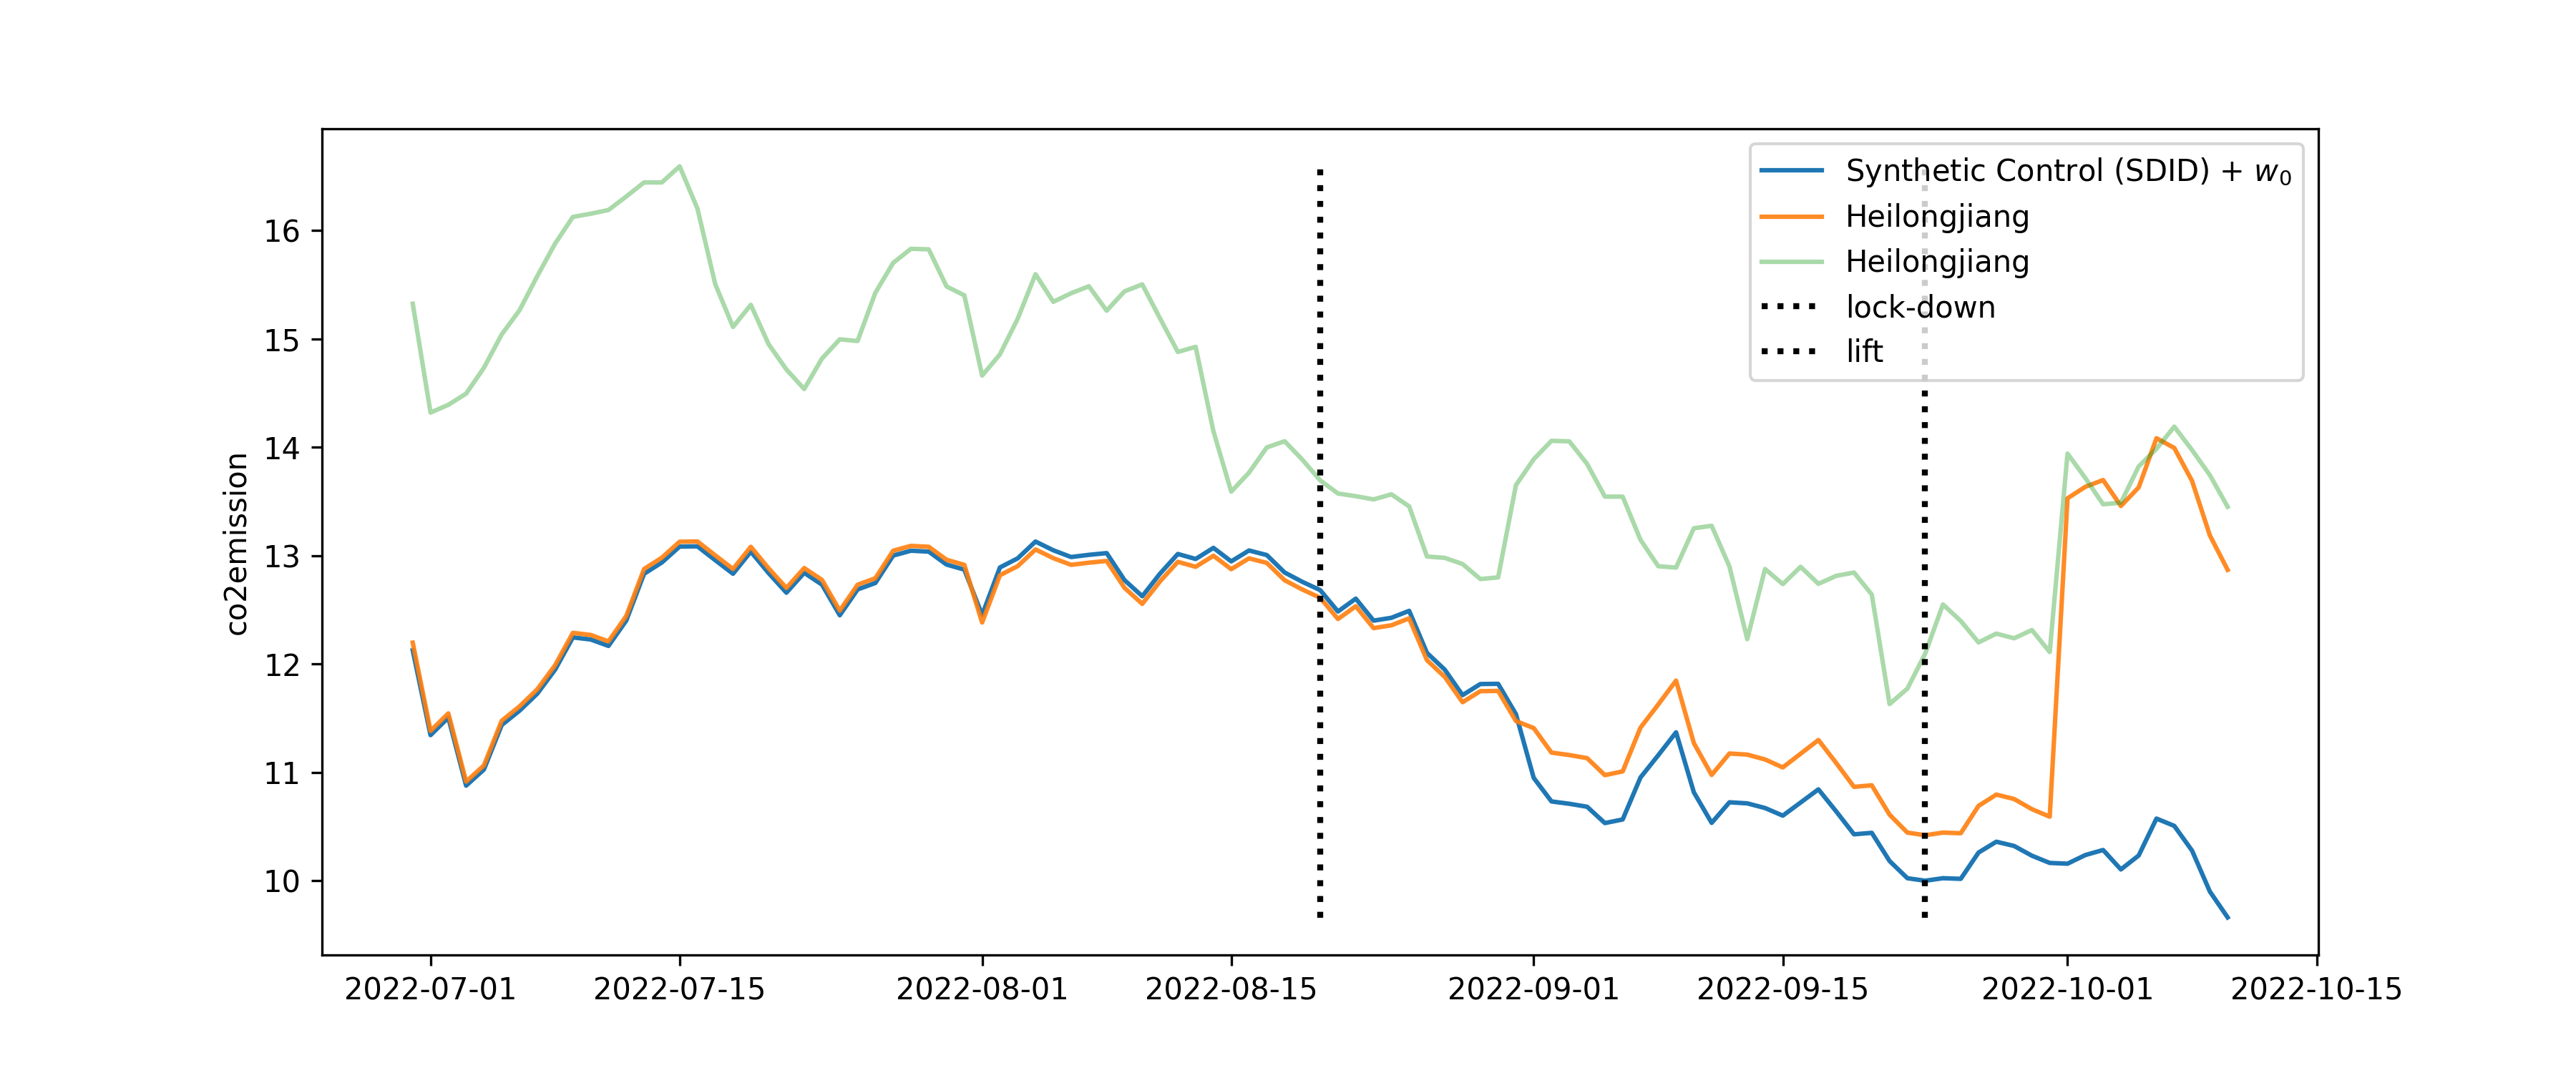 Synthetic Control (SDID) + w₀
Heilongjiang
Heilongjiang
lock-down
lift
co2emission
16
15
14
13
12
11
10
2022-07-01
2022-07-15
2022-08-01
2022-08-15
2022-09-01
2022-09-15
2022-10-01
2022-10-15